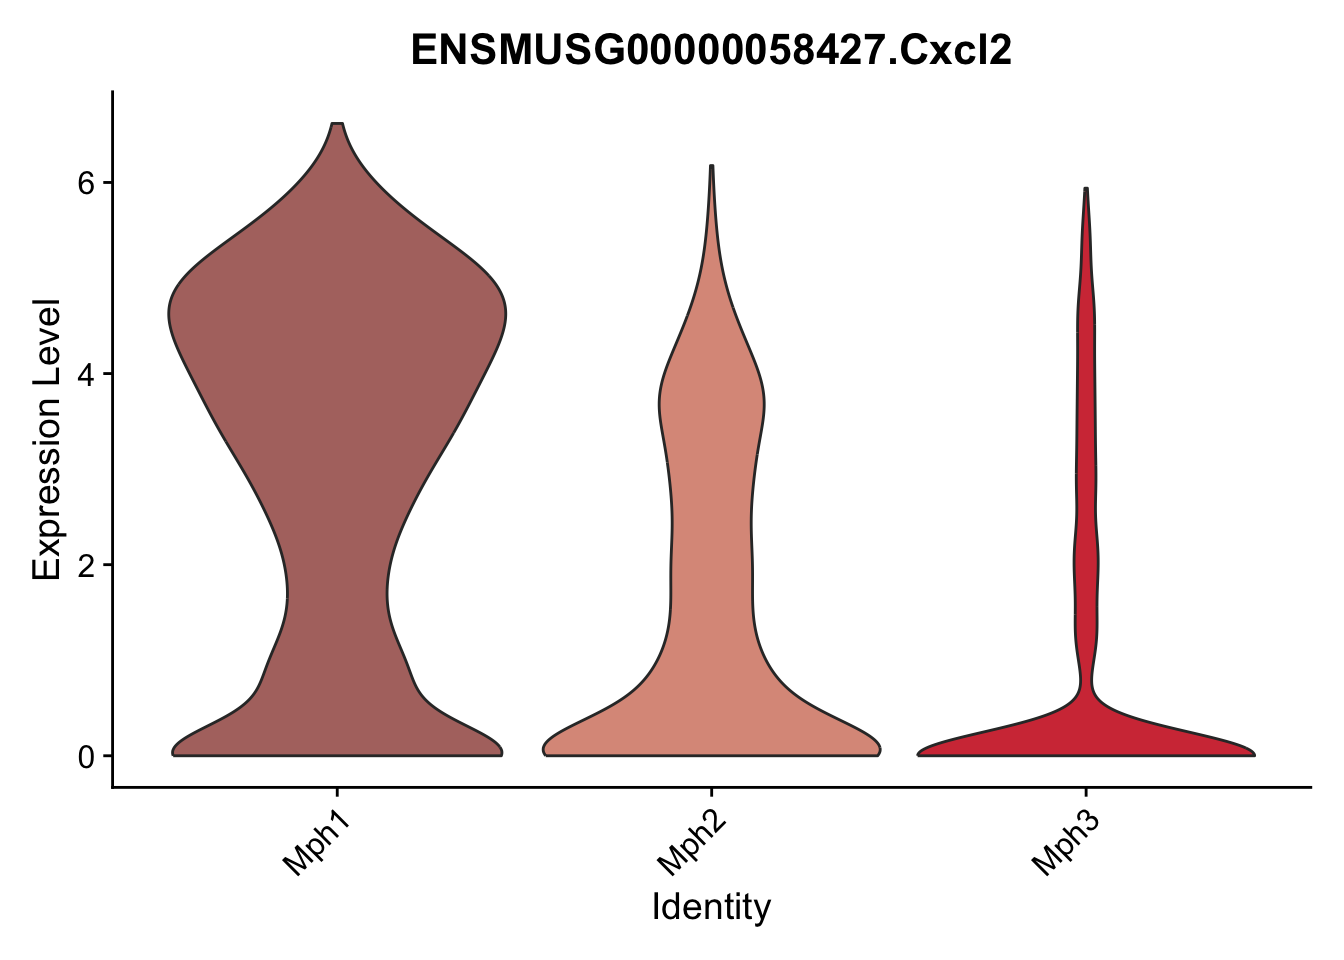 ENSMUSG00000058427.Cxcl2
Expression Level
6
4
2
0
Mph1
Mph2
Mph3
Identity